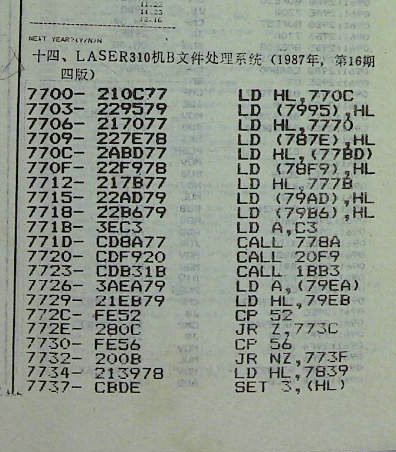 11.22
11.23
12.16
NEXT YEAR?(Y/N)N
十四、LASER310机B文件处理系统（1987年，第16期
四版）
7700- 210C77 LD HL,770C
7703- 229579 LD (7995),HL
7706- 217077 LD HL,7770
7709- 227E78 LD (787E),HL
770C- 2ABD77 LD HL,(77BD)
770F- 22F978 LD (78F9),HL
7712- 217B77 LD HL,777B
7715- 22AD79 LD (79AD),HL
7718- 22B679 LD (79B6),HL
771B- 3EC3 LD A,C3
771D- CD8A77 CALL 778A
7720- CDF920 CALL 20F9
7723- CDB31B CALL 1BB3
7726- 3AEA79 LD A,(79EA)
7729- 21EB79 LD HL,79EB
772C- FE52 CP 52
772E- 280C JR Z,773C
7730- FE56 CP 56
7732- 200B JR NZ,773F
7734- 213978 LD HL,7839
7737- CBDE SET 3,(HL)